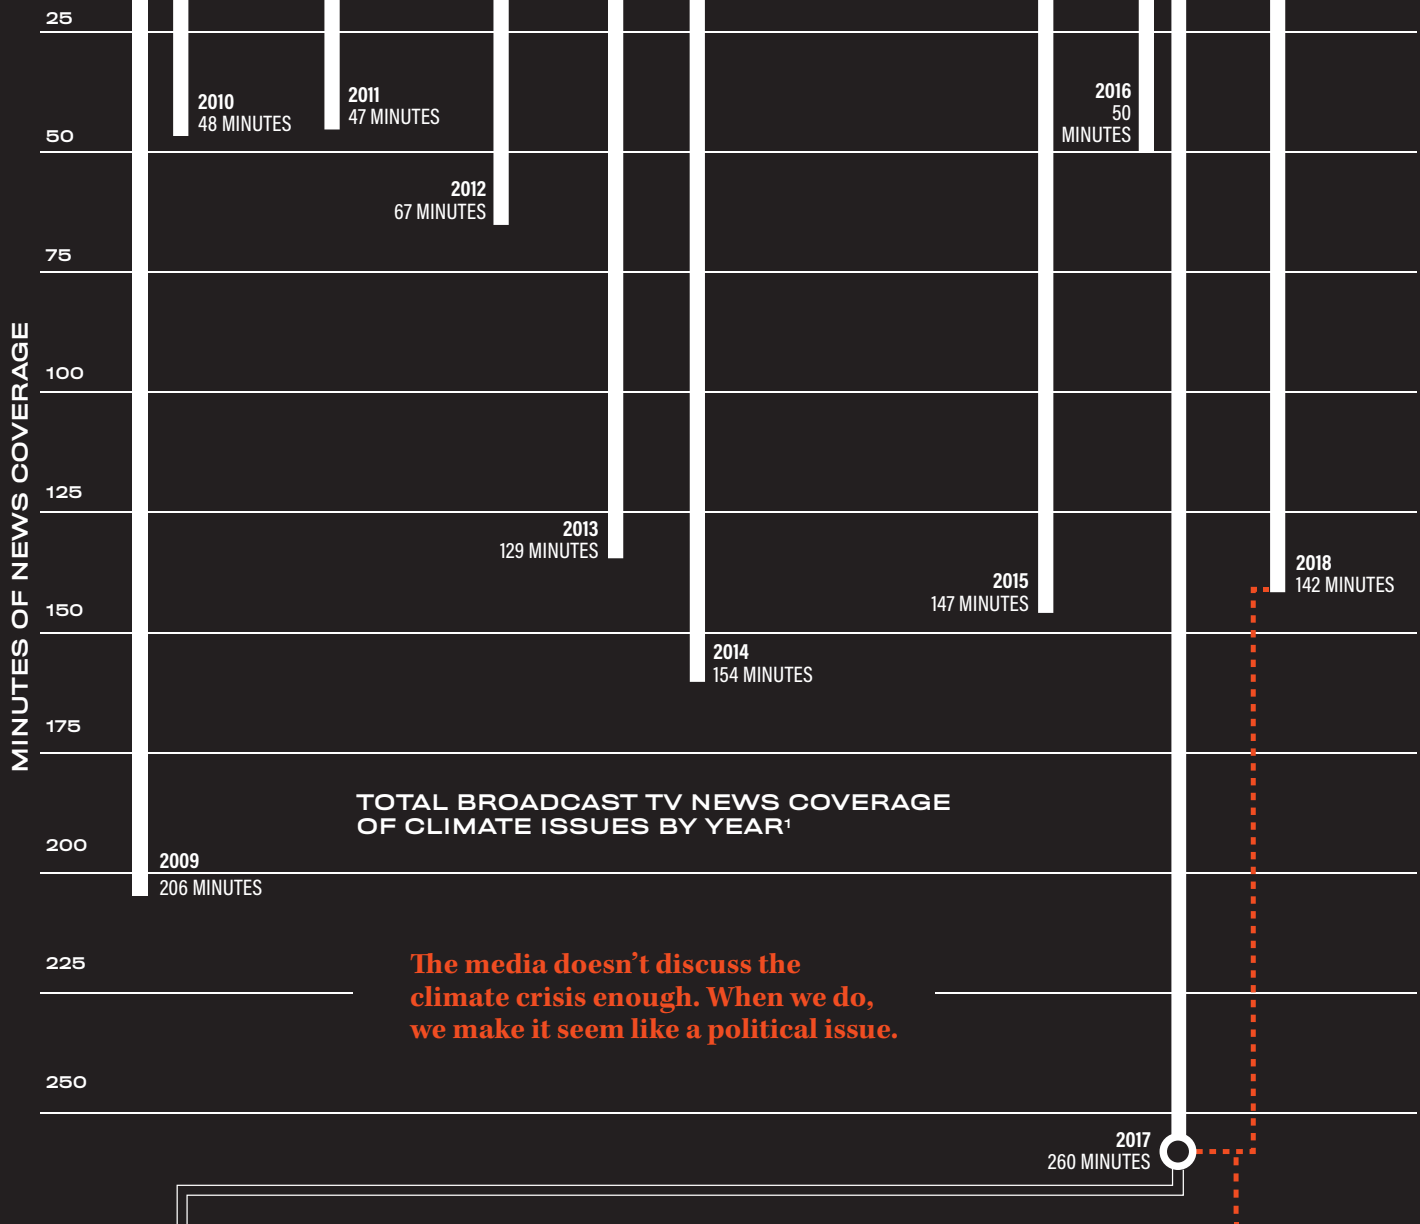 25
2010
48 MINUTES
2011
47 MINUTES
2016
50
MINUTES
50
2012
67 MINUTES
75
MINUTES OF NEWS COVERAGE
100
125
2013
129 MINUTES
2018
142 MINUTES
2015
147 MINUTES
150
2014
154 MINUTES
175
TOTAL BROADCAST TV NEWS COVERAGE
OF CLIMATE ISSUES BY YEAR¹
200
2009
206 MINUTES
225
The media doesn’t discuss the
climate crisis enough. When we do,
we make it seem like a political issue.
250
2017
260 MINUTES